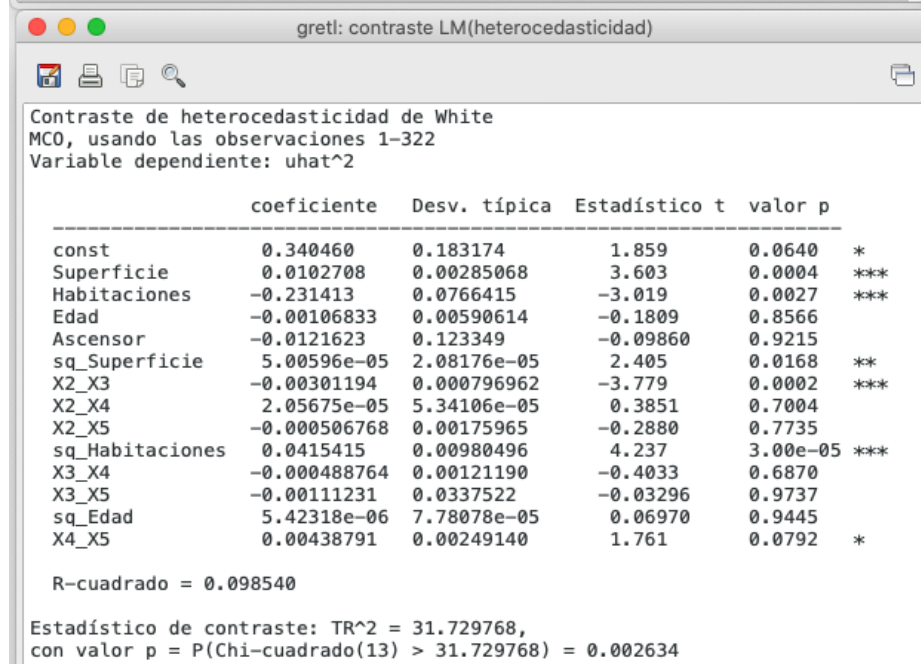 gretl: contraste LM(heterocedasticidad)
Contraste de heterocedasticidad de White
MCO, usando las observaciones 1-322
Variable dependiente: uhat^2
coeficiente Desv. típica Estadístico t valor p
-----------------------------------------------------------------------
const 0.340460 0.183174 1.859 0.0640 *
Superficie 0.0102708 0.00285068 3.603 0.0004 ***
Habitaciones -0.231413 0.0766415 -3.019 0.0027 ***
Edad -0.00106833 0.00590614 -0.1809 0.8566
Ascensor -0.0121623 0.123349 -0.09860 0.9215
sq_Superficie 5.00596e-05 2.08176e-05 2.405 0.0168 **
X2_X3 -0.00301194 0.000796962 -3.779 0.0002 ***
X2_X4 2.05675e-05 5.34106e-05 0.3851 0.7004
X2_X5 -0.000506768 0.00175965 -0.2880 0.7735
sq_Habitaciones 0.0415415 0.00980496 4.237 3.00e-05 ***
X3_X4 -0.000488764 0.00121190 -0.4033 0.6870
X3_X5 -0.00111231 0.0337522 -0.03296 0.9737
sq_Edad 5.42318e-06 7.78078e-05 0.06970 0.9445
X4_X5 0.00438791 0.00249140 1.761 0.0792 *
R-cuadrado = 0.098540
Estadístico de contraste: TR^2 = 31.729768,
con valor p = P(Chi-cuadrado(13) > 31.729768) = 0.002634